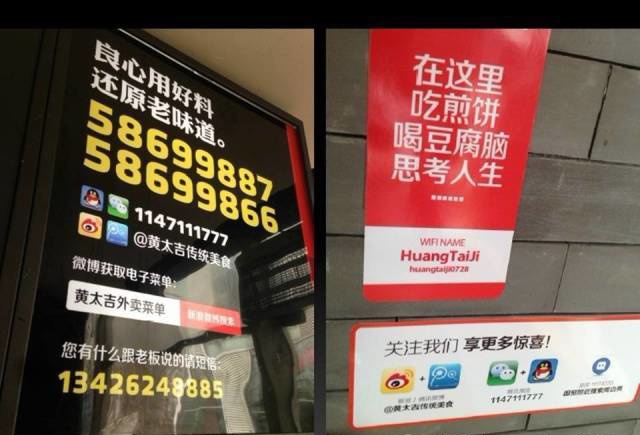 良心用好料
还原老味道。
58699887
58699866
1147111777
@黄太吉传统美食
微博获取电子菜单:
黄太吉外卖菜单
您有什么跟老板说的请短信:
13426248885
在这里
吃煎饼
喝豆腐脑
思考人生
WIFI NAME
HuangTaiJi
huangtaiji0728
关注我们 享更多惊喜!
@黄太吉传统美食
1147111777